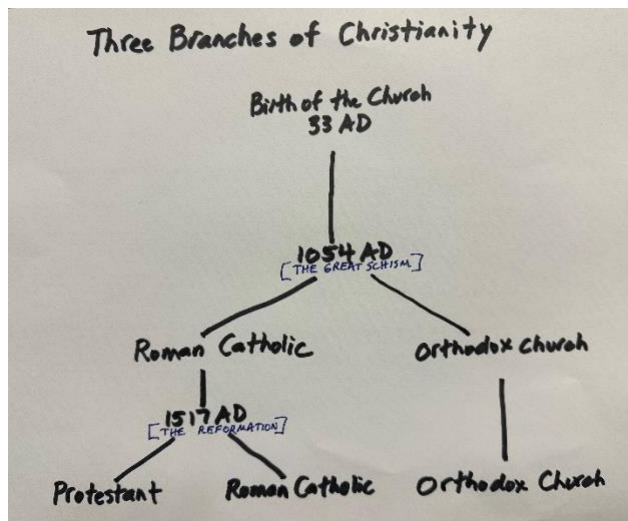 Three Branches of Christianity
Birth of the Church
33 AD
1054 AD
[THE GREAT SCHISM]
Roman Catholic
Orthodox Church
1517 AD
[THE REFORMATION]
Protestant
Roman Catholic
Orthodox Church